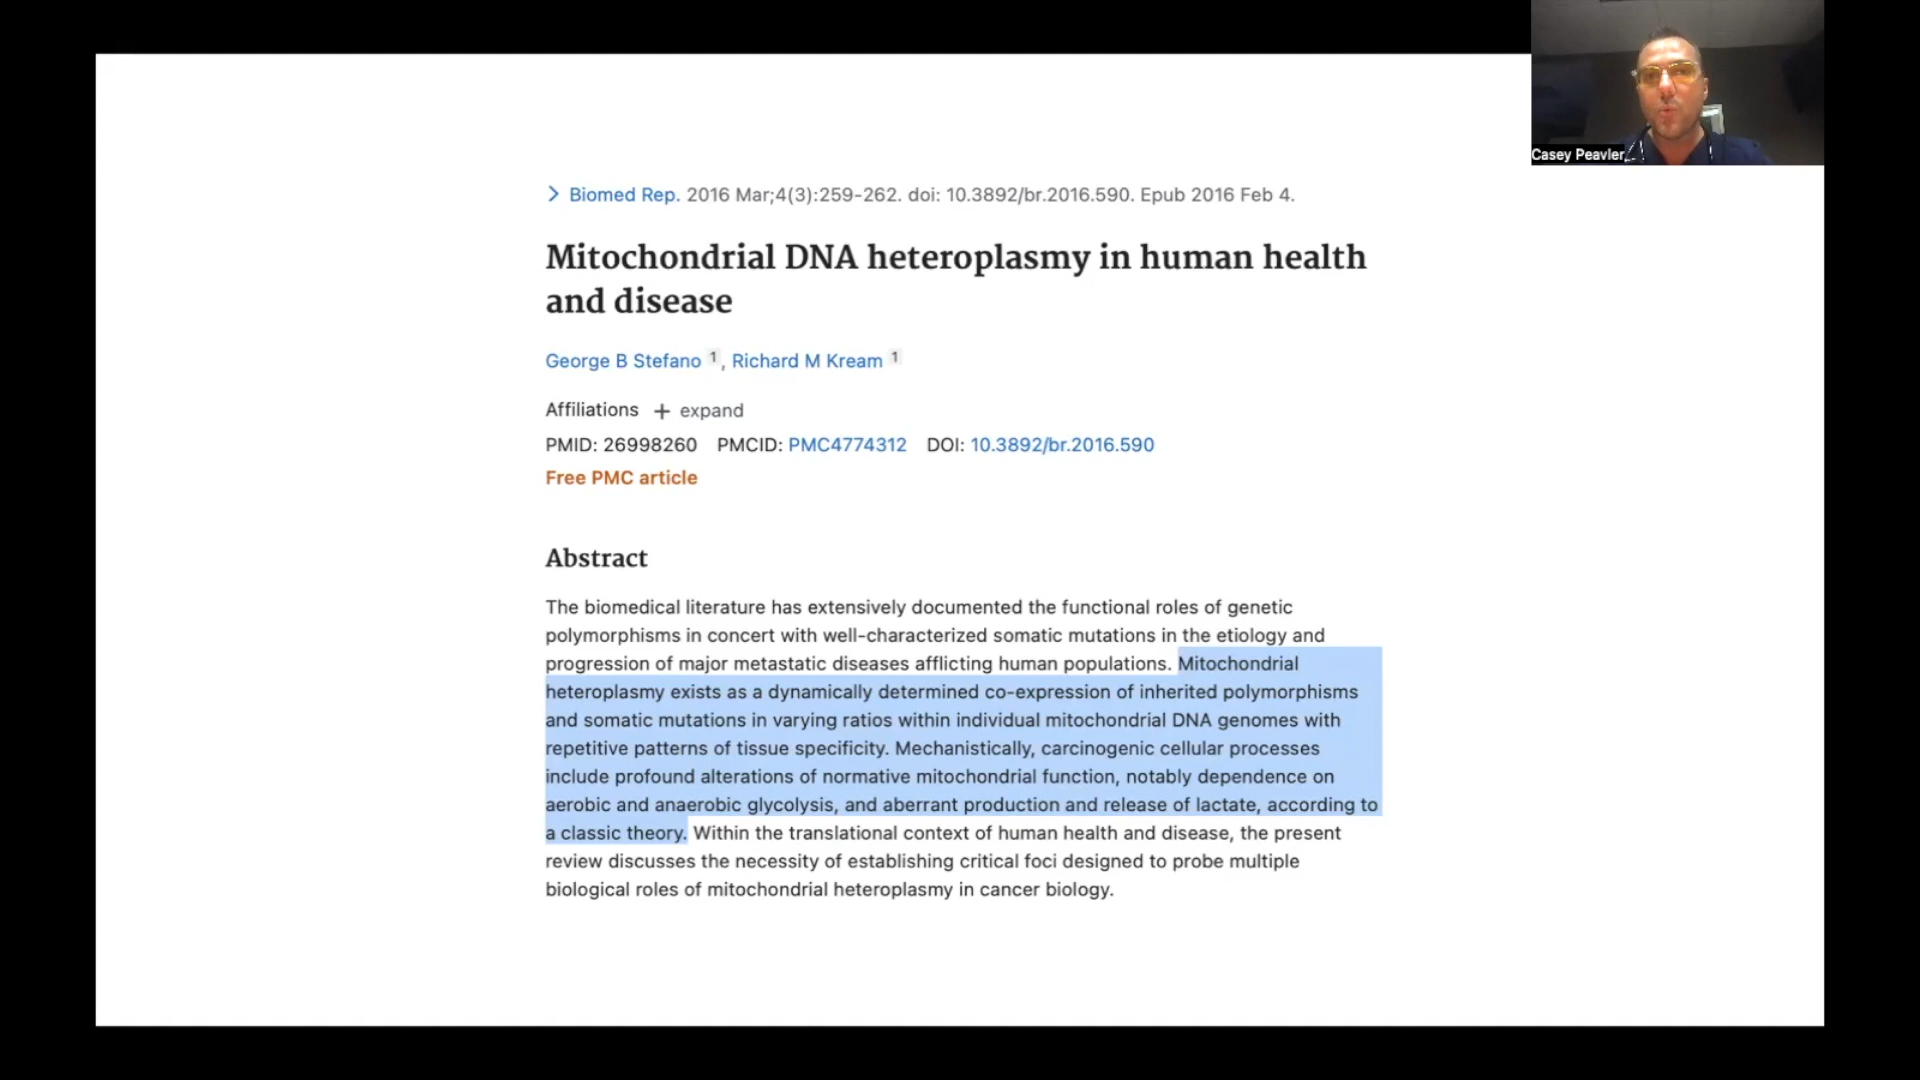 Casey Peavler
> Biomed Rep. 2016 Mar;4(3):259-262. doi: 10.3892/br.2016.590. Epub 2016 Feb 4.
Mitochondrial DNA heteroplasmy in human health
and disease
George B Stefano 1, Richard M Kream 1
Affiliations + expand
PMID: 26998260 PMCID: PMC4774312 DOI: 10.3892/br.2016.590
Free PMC article
Abstract
The biomedical literature has extensively documented the functional roles of genetic
polymorphisms in concert with well-characterized somatic mutations in the etiology and
progression of major metastatic diseases afflicting human populations. Mitochondrial
heteroplasmy exists as a dynamically determined co-expression of inherited polymorphisms
and somatic mutations in varying ratios within individual mitochondrial DNA genomes with
repetitive patterns of tissue specificity. Mechanistically, carcinogenic cellular processes
include profound alterations of normative mitochondrial function, notably dependence on
aerobic and anaerobic glycolysis, and aberrant production and release of lactate, according to
a classic theory. Within the translational context of human health and disease, the present
review discusses the necessity of establishing critical foci designed to probe multiple
biological roles of mitochondrial heteroplasmy in cancer biology.